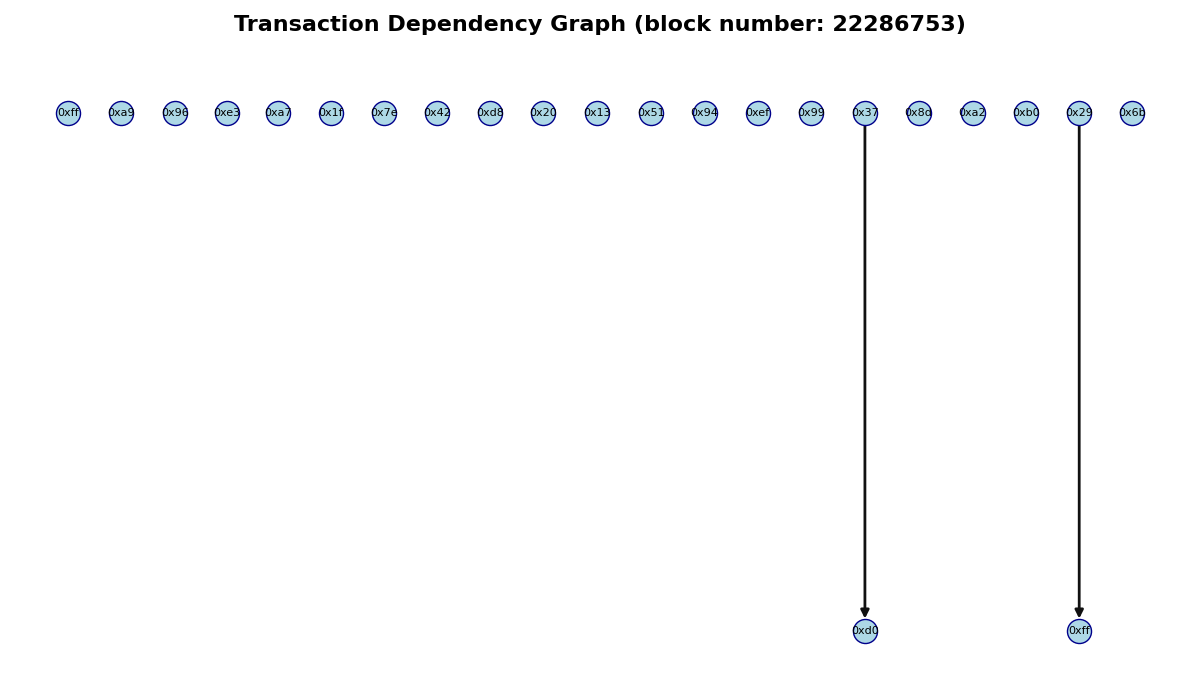 Transaction Dependency Graph (block number: 22286753)
0xff 0xa9 0x96 0xe3 0xa7 0x1f 0x7e 0x42 0xd8 0x20 0x13 0x51 0x94 0xef 0x99 0x37 0xa2 0xb0 0x29 0x6b
0xd0 0xff